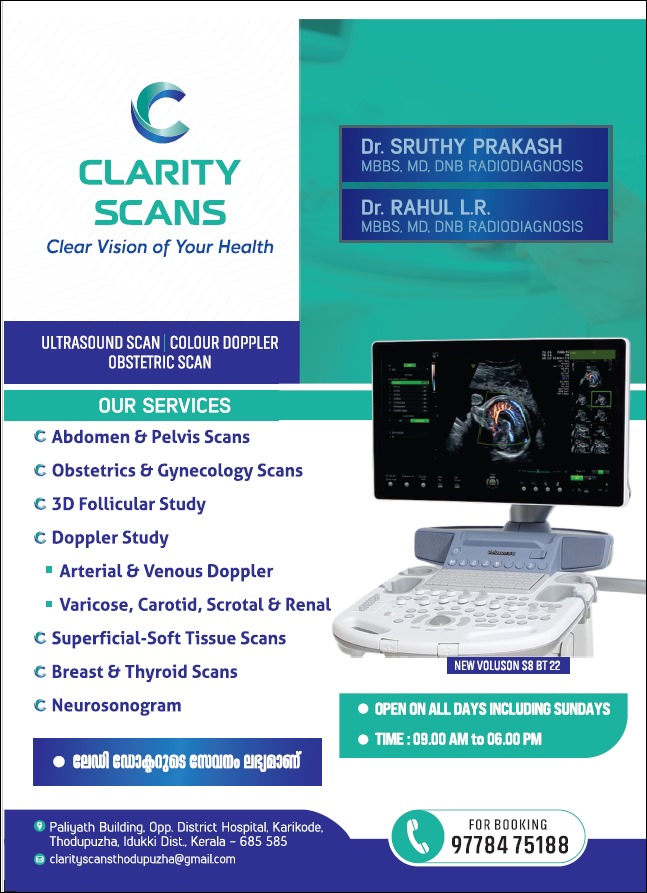 CLARITY
SCANS
Clear Vision of Your Health
Dr. SRUTHY PRAKASH
MBBS, MD, DNB RADIODIAGNOSIS
Dr. RAHUL L.R.
MBBS, MD, DNB RADIODIAGNOSIS
ULTRASOUND SCAN | COLOUR DOPPLER
OBSTETRIC SCAN
OUR SERVICES
Abdomen & Pelvis Scans
Obstetrics & Gynecology Scans
3D Follicular Study
Doppler Study
Arterial & Venous Doppler
Varicose, Carotid, Scrotal & Renal
Superficial-Soft Tissue Scans
Breast & Thyroid Scans
Neurosonogram
NEW VOLUSON S8 BT 22
• OPEN ON ALL DAYS INCLUDING SUNDAYS
• TIME : 09.00 AM to 06.00 PM
• ലേഡി ഡോക്ടറുടെ സേവനം ലഭ്യമാണ്
Paliyath Building, Opp. District Hospital, Karikode,
Thodupuzha, Idukki Dist., Kerala – 685 585
clarityscansthodupuzha@gmail.com
FOR BOOKING
97784 75188